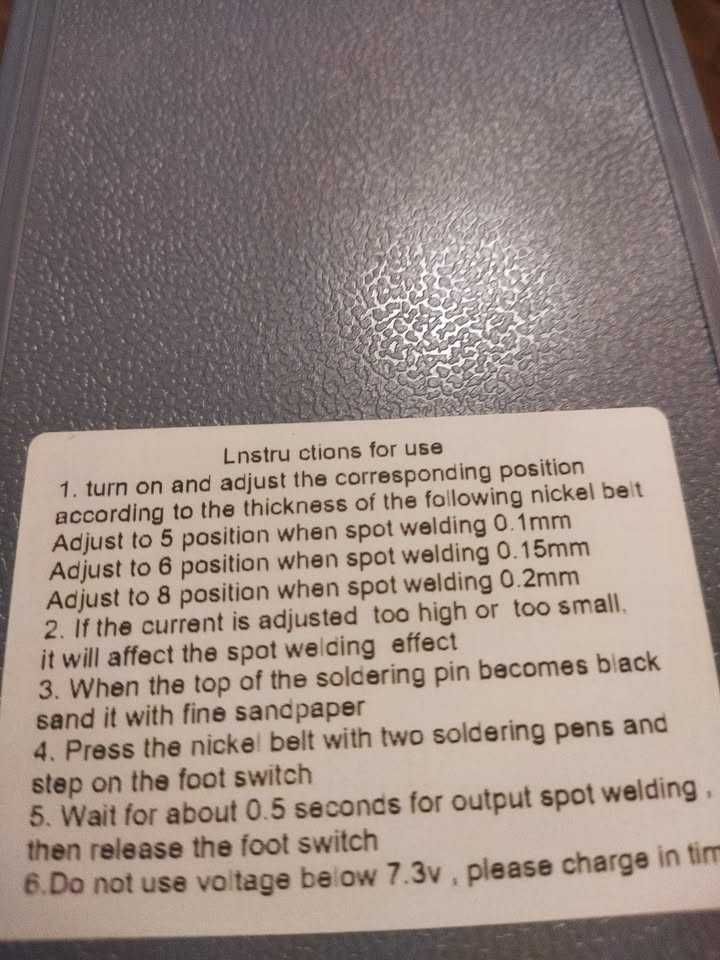 Lnstru ctions for use
1. turn on and adjust the corresponding position
according to the thickness of the following nickel belt
Adjust to 5 position when spot welding 0.1mm
Adjust to 6 position when spot welding 0.15mm
Adjust to 8 position when spot welding 0.2mm
2. If the current is adjusted too high or too small.
it will affect the spot welding effect
3. When the top of the soldering pin becomes black
sand it with fine sandpaper
4. Press the nickel belt with two soldering pens and
step on the foot switch
5. Wait for about 0.5 seconds for output spot welding ,
then release the foot switch
6.Do not use voltage below 7.3v , please charge in